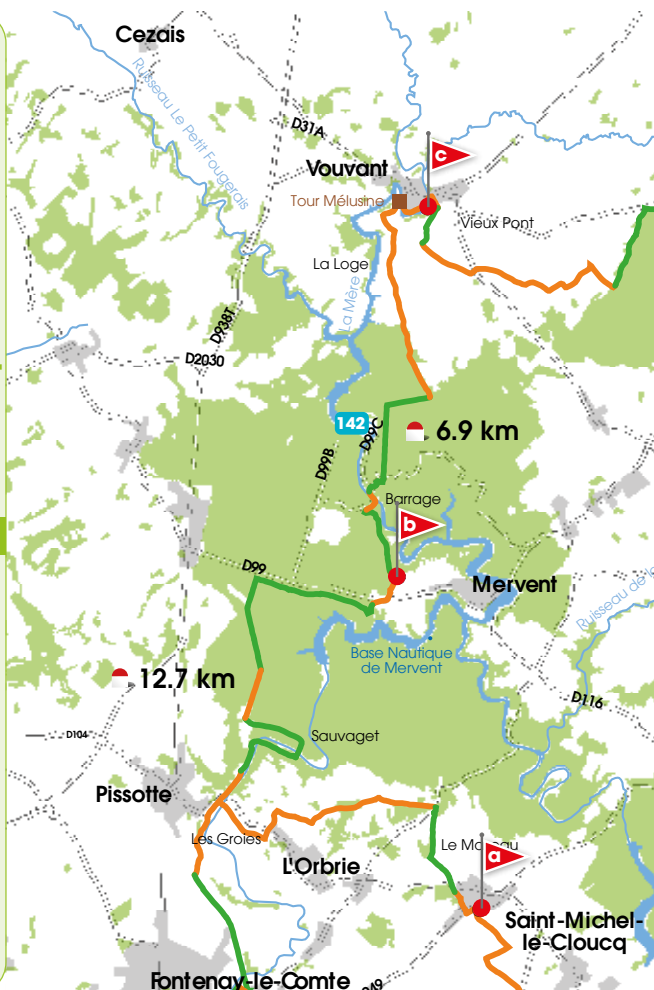 Cezais
Ruisseau Le Petit Fougerais
D31A
c
Vouvant
Tour Mélusine
Vieux Pont
La Loge
La Mère
D938T
D2030
142
D99C
6.9 km
D99B
Barrage
b
D99
Mervent
Ruisseau de
Base Nautique
de Mervent
12.7 km
D116
D104
Sauvaget
Pissotte
Les Groies
L'Orbrie
a
Saint-Michel-
le-Cloucq
Fontenay-le-Comte